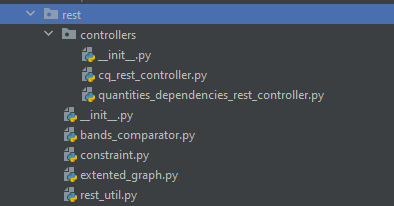 rest
controllers
__init__.py
cq_rest_controller.py
quantities_dependencies_rest_controller.py
__init__.py
bands_comparator.py
constraint.py
extented_graph.py
rest_util.py